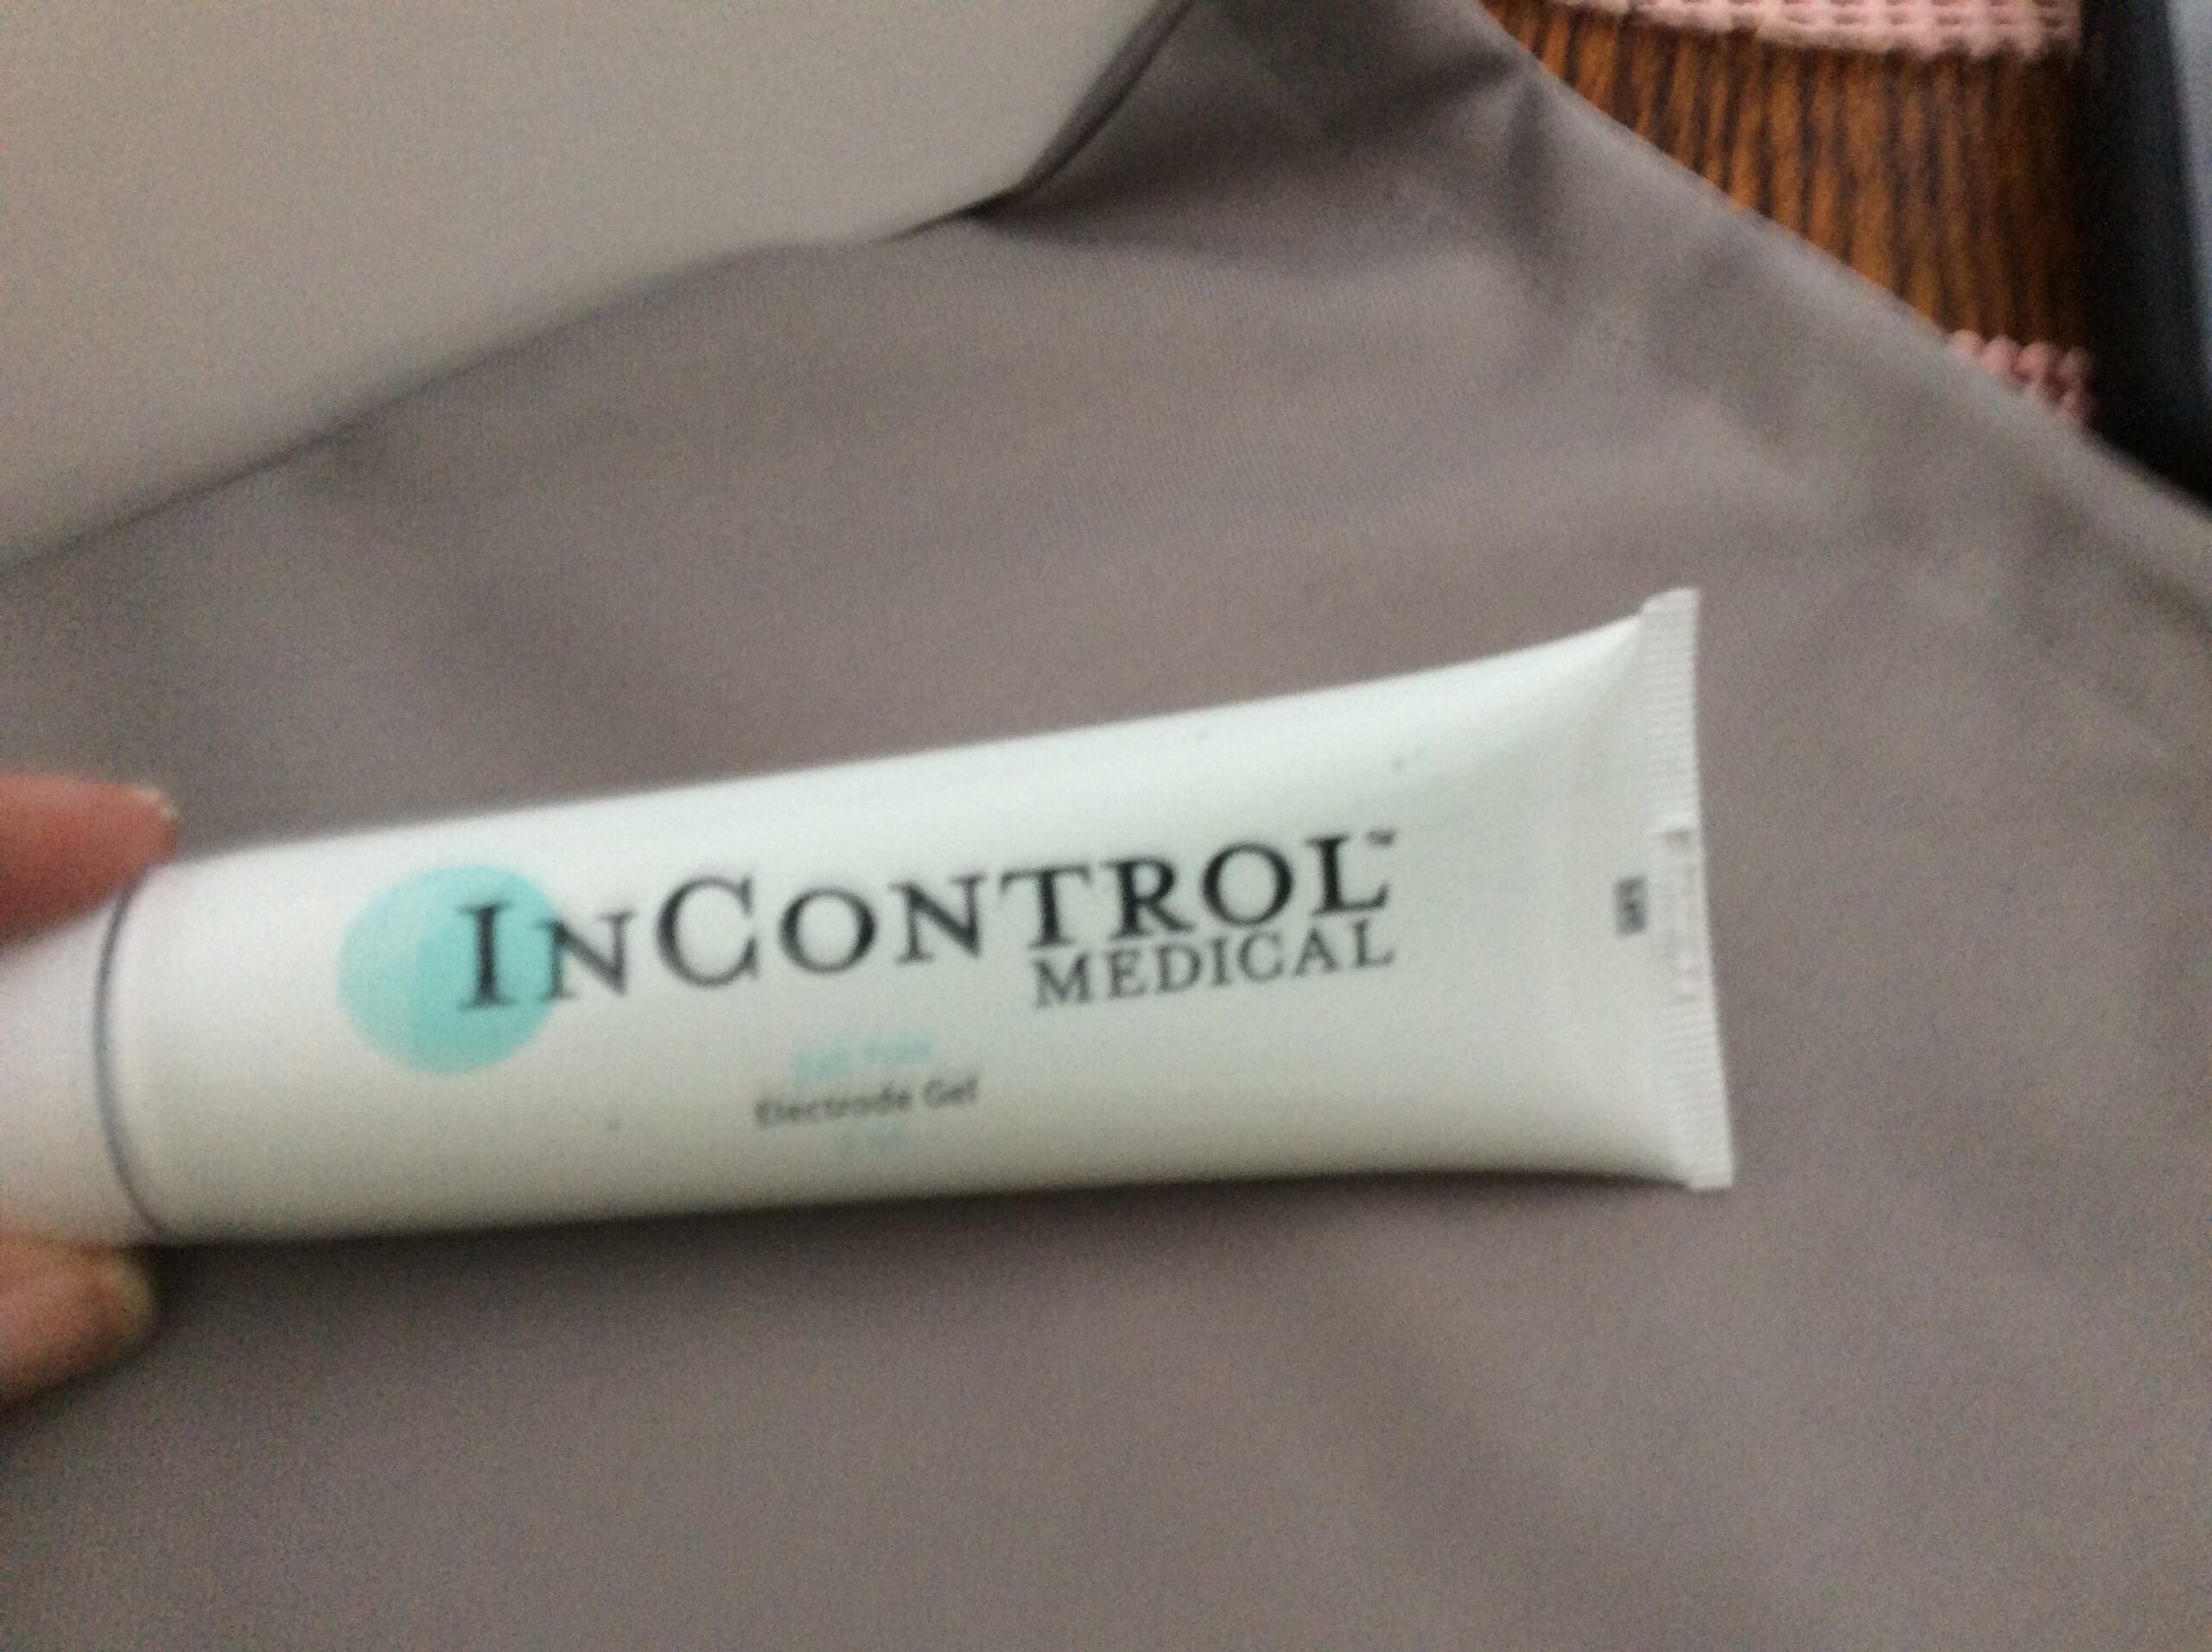 INCONTROL™
MEDICAL
Electrode Gel